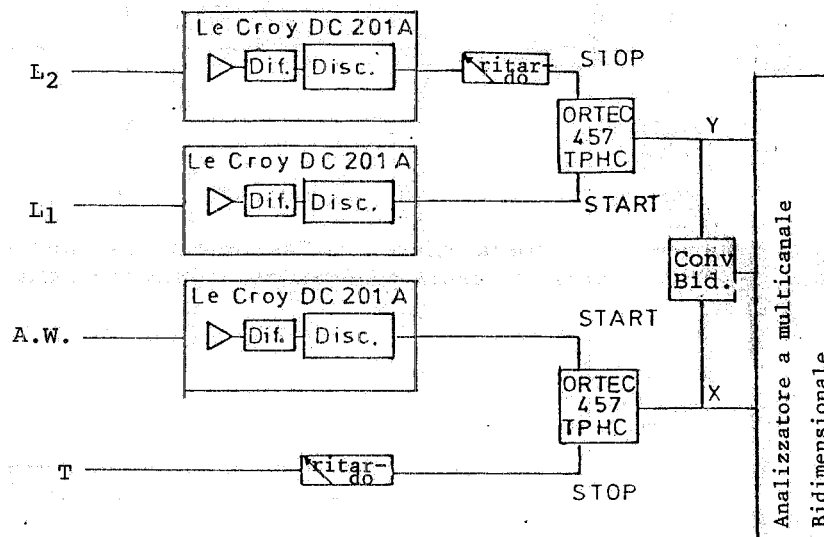 Le Croy DC 201A
L2
Dif.
Disc.
ritar-
do
STOP
ORTEC
457
TPHC
Y
Le Croy DC 201A
L1
Dif.
Disc.
START
Conv
Bid.
Le Croy DC 201A
A.W.
Dif.
Disc.
START
ORTEC
457
TPHC
X
T
ritar-
do
STOP
Analizzatore a multicanale
Bidimensionale